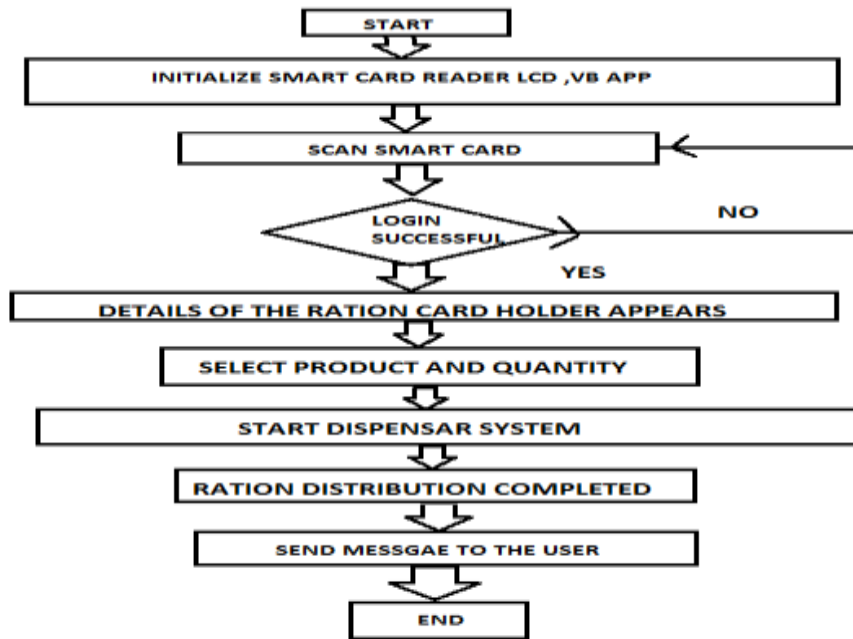 START
INITIALIZE SMART CARD READER LCD ,VB APP
SCAN SMART CARD
LOGIN
SUCCESSFUL
NO
YES
DETAILS OF THE RATION CARD HOLDER APPEARS
SELECT PRODUCT AND QUANTITY
START DISPENSAR SYSTEM
RATION DISTRIBUTION COMPLETED
SEND MESSGAE TO THE USER
END